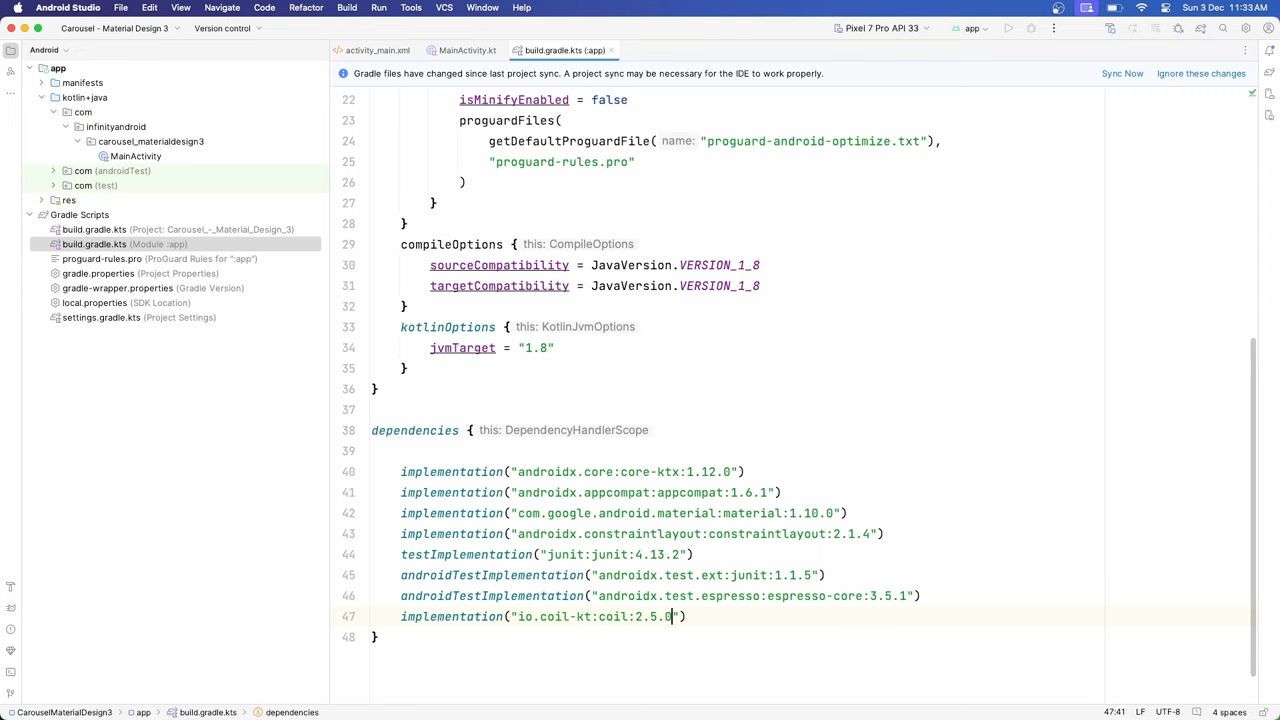 Android Studio File Edit View Navigate Code Refactor Build Run Tools VCS Window Help Sun 3 Dec 11:33 AM
Carousel - Material Design 3 Version control Pixel 7 Pro API 33 app
Android activity_main.xml MainActivity.kt build.gradle.kts (:app)
Gradle files have changed since last project sync. A project sync may be necessary for the IDE to work properly. Sync Now Ignore these changes
app
manifests
kotlin+java
com
infinityandroid
carousel_materialdesign3
MainActivity
com (androidTest)
com (test)
res
Gradle Scripts
build.gradle.kts (Project: Carousel_-_Material_Design_3)
build.gradle.kts (Module :app)
proguard-rules.pro (ProGuard Rules for ":app")
gradle.properties (Project Properties)
gradle-wrapper.properties (Gradle Version)
local.properties (SDK Location)
settings.gradle.kts (Project Settings)
22 isMinifyEnabled = false
23 proguardFiles(
24 getDefaultProguardFile( name: "proguard-android-optimize.txt"),
25 "proguard-rules.pro"
26 )
27 }
28 }
29 compileOptions { this: CompileOptions
30 sourceCompatibility = JavaVersion.VERSION_1_8
31 targetCompatibility = JavaVersion.VERSION_1_8
32 }
33 kotlinOptions { this: KotlinJvmOptions
34 jvmTarget = "1.8"
35 }
36 }
37
38 dependencies { this: DependencyHandlerScope
39
40 implementation("androidx.core:core-ktx:1.12.0")
41 implementation("androidx.appcompat:appcompat:1.6.1")
42 implementation("com.google.android.material:material:1.10.0")
43 implementation("androidx.constraintlayout:constraintlayout:2.1.4")
44 testImplementation("junit:junit:4.13.2")
45 androidTestImplementation("androidx.test.ext:junit:1.1.5")
46 androidTestImplementation("androidx.test.espresso:espresso-core:3.5.1")
47 implementation("io.coil-kt:coil:2.5.0")
48 }
CarouselMaterialDesign3 app build.gradle.kts dependencies 47:41 LF UTF-8 4 spaces